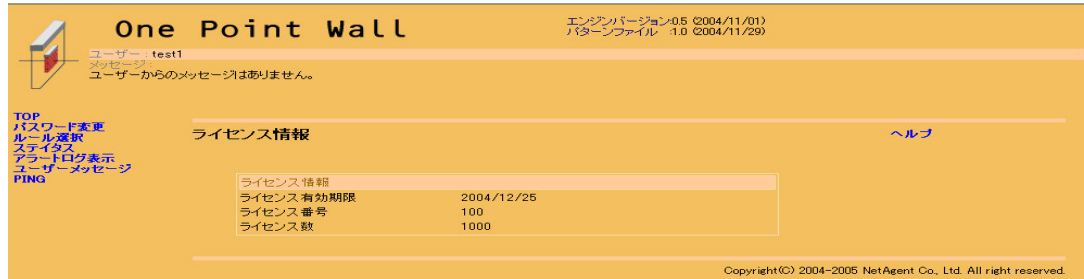 One Point Wall
エンジンバージョン:0.5 (2004/11/01)
パターンファイル :1.0 (2004/11/29)
ユーザー : test1
メッセージ :
ユーザーからのメッセージはありません。
TOP
パスワード変更
ルール選択
ステイタス
アラートログ表示
ユーザーメッセージ
PING
ライセンス情報
ヘルプ
ライセンス情報
ライセンス有効期限 2004/12/25
ライセンス番号 100
ライセンス数 1000
Copyright(C) 2004-2005 NetAgent Co., Ltd. All right reserved.